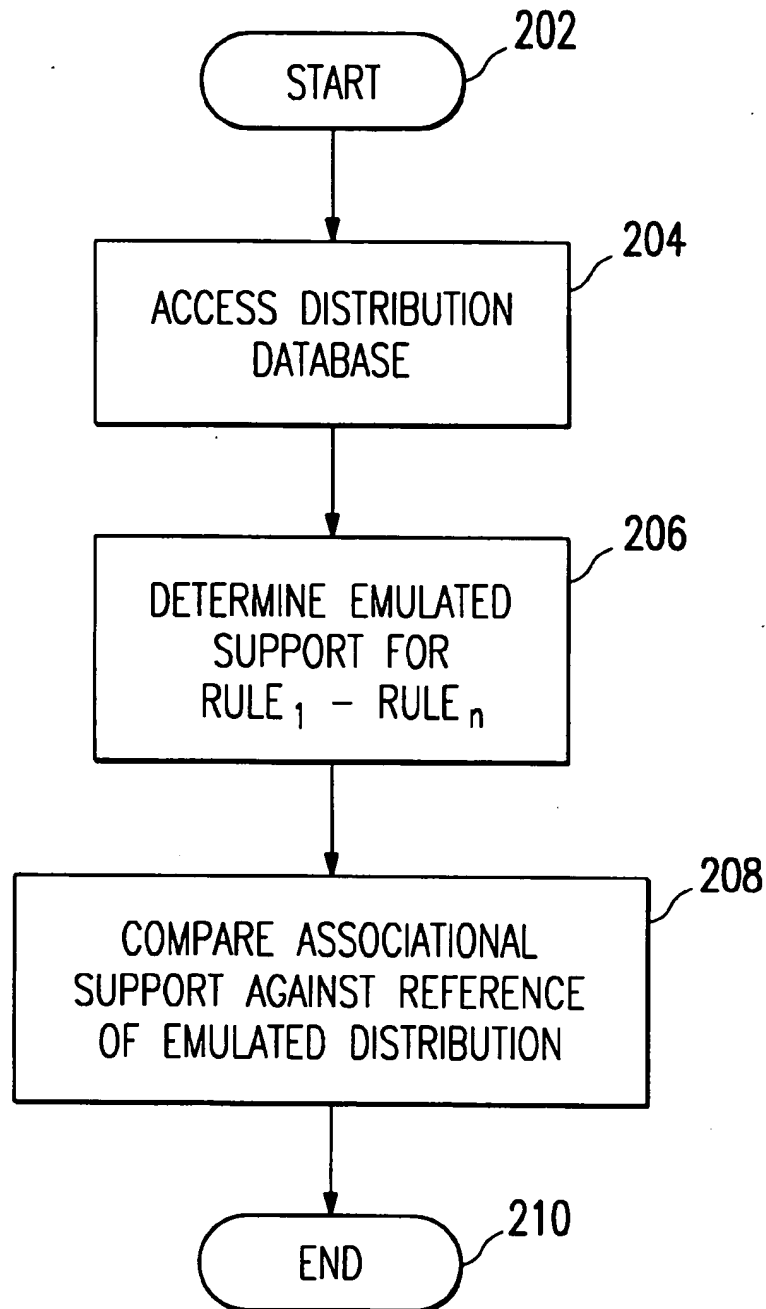 202
START
204
ACCESS DISTRIBUTION
DATABASE
206
DETERMINE EMULATED
SUPPORT FOR
RULE₁ – RULEₙ
208
COMPARE ASSOCIATIONAL
SUPPORT AGAINST REFERENCE
OF EMULATED DISTRIBUTION
210
END